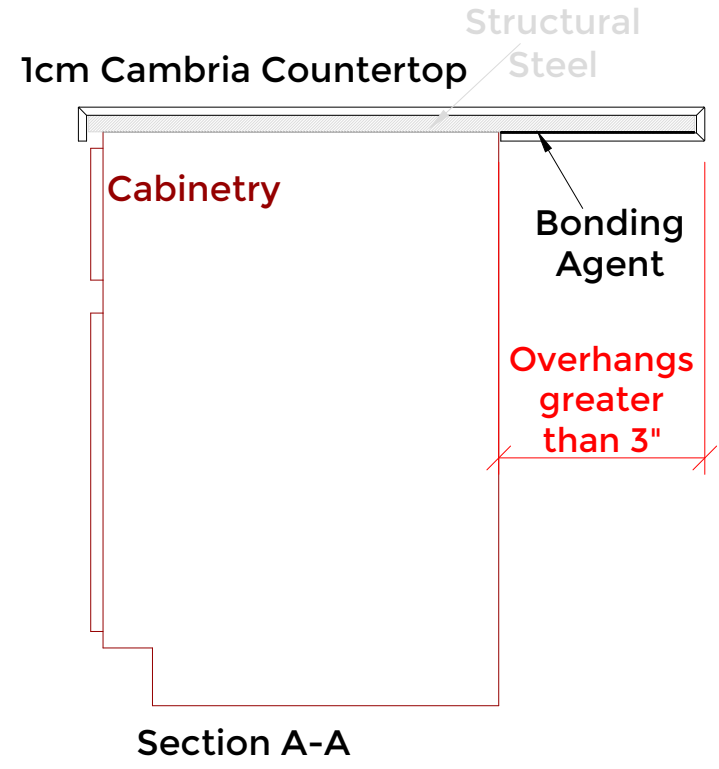 Structural
Steel
1cm Cambria Countertop
Cabinetry
Bonding
Agent
Overhangs
greater
than 3"
Section A-A